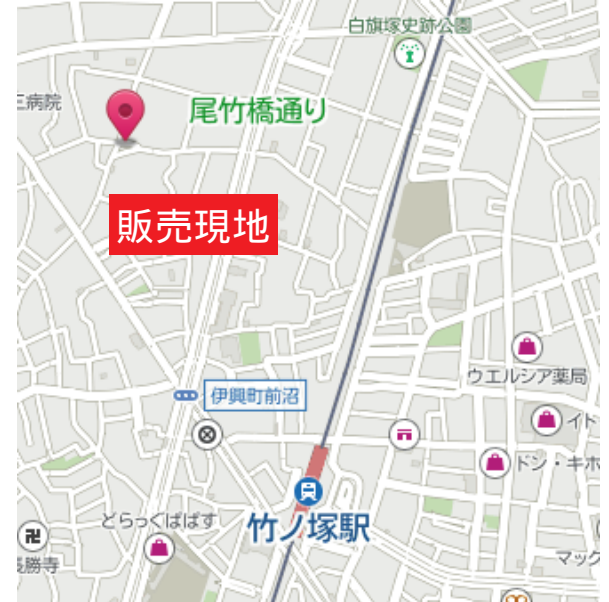 白旗塚史跡公園
三病院
尾竹橋通り
販売現地
ウエルシア薬局
伊興町前沼
イト
ドン・キホ
どらっぐぱぱす
竹ノ塚駅
長勝寺
マック